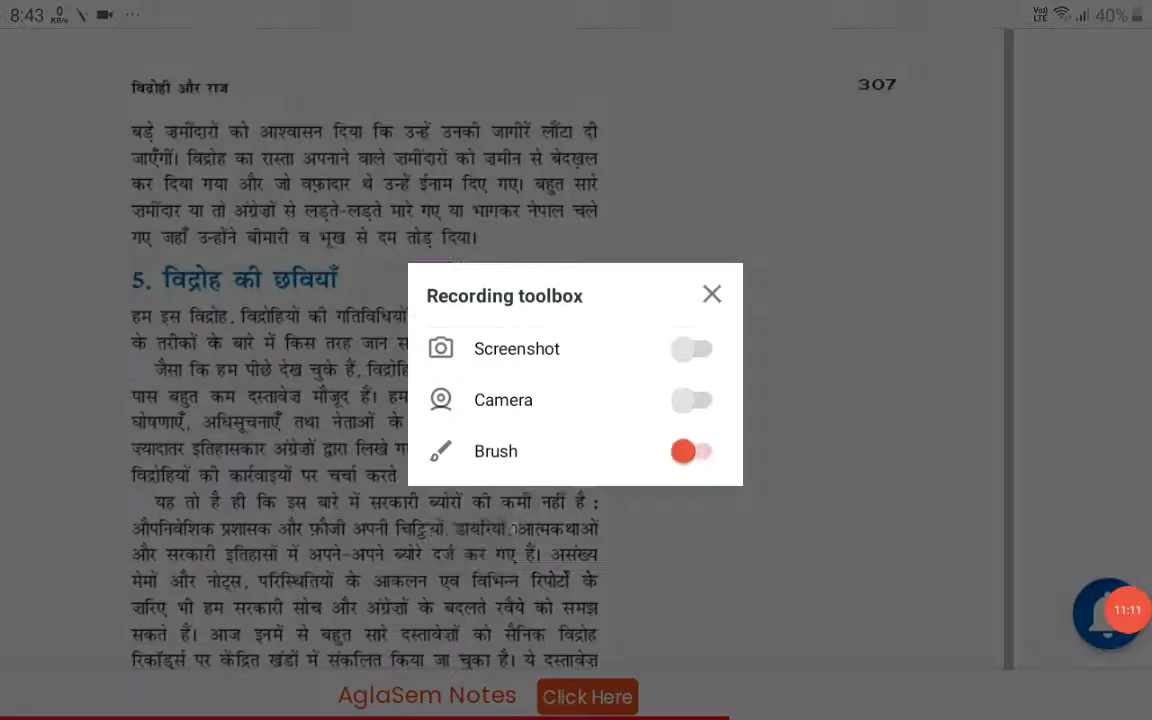 8:43 0 KB/s ... Vo) LTE 40%
विद्रोही और राज 307
बड़े ज़मींदारों को आश्वासन दिया कि उन्हें उनकी जागीरें लौटा दी
जाएँगी। विद्रोह का रास्ता अपनाने वाले ज़मींदारों को ज़मीन से बेदख़ल
कर दिया गया और जो वफ़ादार थे उन्हें ईनाम दिए गए। बहुत सारे
ज़मींदार या तो अंग्रेज़ों से लड़ते-लड़ते मारे गए या भागकर नेपाल चले
गए जहाँ उन्होंने बीमारी व भूख से दम तोड़ दिया।
5. विद्रोह की छवियाँ
हम इस विद्रोह, विद्रोहियों की गतिविधियों
के तरीकों के बारे में किस तरह जान स
जैसा कि हम पीछे देख चुके हैं, विद्रोहि
पास बहुत कम दस्तावेज़ मौजूद हैं। हम
घोषणाएँ, अधिसूचनाएँ तथा नेताओं के
ज़्यादातर इतिहासकार अंग्रेज़ों द्वारा लिखे ग
विद्रोहियों की कार्रवाइयों पर चर्चा करते
Recording toolbox
Screenshot
Camera
Brush
यह तो है ही कि इस बारे में सरकारी ब्योरों की कमी नहीं है :
औपनिवेशिक प्रशासक और फ़ौजी अपनी चिट्ठियों, डायरियों, आत्मकथाओं
और सरकारी इतिहासों में अपने-अपने ब्योरे दर्ज कर गए हैं। असंख्य
मेमों और नोट्स, परिस्थितियों के आकलन एवं विभिन्न रिपोर्टों के
ज़रिए भी हम सरकारी सोच और अंग्रेज़ों के बदलते रवैये को समझ
सकते हैं। आज इनमें से बहुत सारे दस्तावेज़ों को सैनिक विद्रोह
रिकॉर्ड्स पर केंद्रित खंडों में संकलित किया जा चुका है। ये दस्तावेज़
11:11
AglaSem Notes Click Here